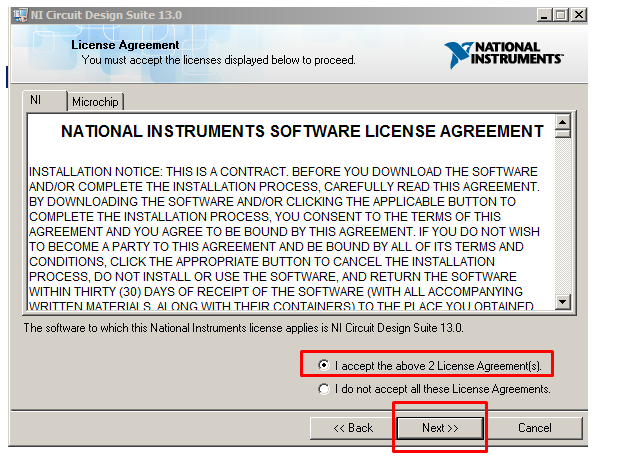 NI Circuit Design Suite 13.0
License Agreement
You must accept the licenses displayed below to proceed.
NATIONAL
INSTRUMENTS
NI
Microchip
NATIONAL INSTRUMENTS SOFTWARE LICENSE AGREEMENT
INSTALLATION NOTICE: THIS IS A CONTRACT. BEFORE YOU DOWNLOAD THE SOFTWARE
AND/OR COMPLETE THE INSTALLATION PROCESS, CAREFULLY READ THIS AGREEMENT.
BY DOWNLOADING THE SOFTWARE AND/OR CLICKING THE APPLICABLE BUTTON TO
COMPLETE THE INSTALLATION PROCESS, YOU CONSENT TO THE TERMS OF THIS
AGREEMENT AND YOU AGREE TO BE BOUND BY THIS AGREEMENT. IF YOU DO NOT WISH
TO BECOME A PARTY TO THIS AGREEMENT AND BE BOUND BY ALL OF ITS TERMS AND
CONDITIONS, CLICK THE APPROPRIATE BUTTON TO CANCEL THE INSTALLATION
PROCESS, DO NOT INSTALL OR USE THE SOFTWARE, AND RETURN THE SOFTWARE
WITHIN THIRTY (30) DAYS OF RECEIPT OF THE SOFTWARE (WITH ALL ACCOMPANYING
WRITTEN MATERIALS, ALONG WITH THEIR CONTAINERS) TO THE PLACE YOU OBTAINED
The software to which this National Instruments license applies is NI Circuit Design Suite 13.0.
I accept the above 2 License Agreement(s).
I do not accept all these License Agreements.
<< Back
Next >>
Cancel